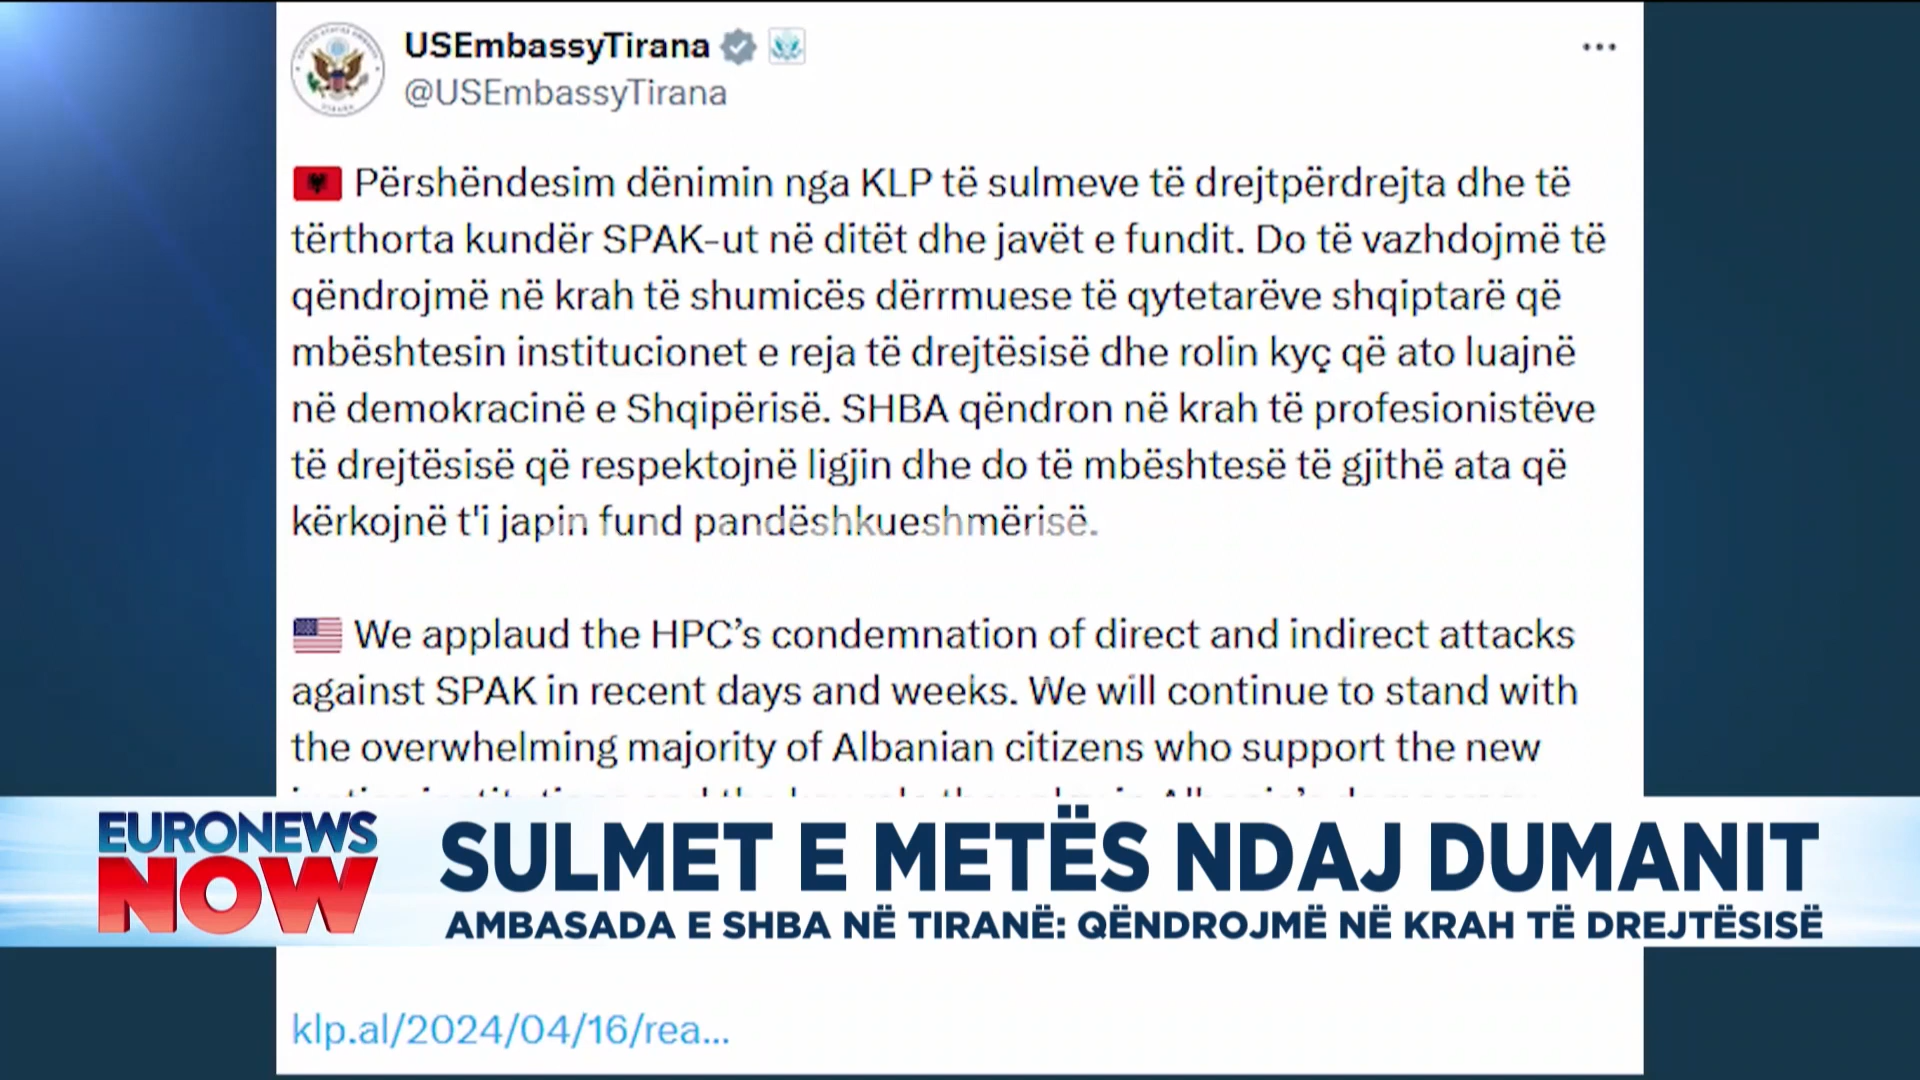 USEmbassyTirana
@USEmbassyTirana
Përshëndesim dënimin nga KLP të sulmeve të drejtpërdrejta dhe të
tërthorta kundër SPAK-ut në ditët dhe javët e fundit. Do të vazhdojmë të
qëndrojmë në krah të shumicës dërrmuese të qytetarëve shqiptarë që
mbështesin institucionet e reja të drejtësisë dhe rolin kyç që ato luajnë
në demokracinë e Shqipërisë. SHBA qëndron në krah të profesionistëve
të drejtësisë që respektojnë ligjin dhe do të mbështesë të gjithë ata që
kërkojnë t'i japin fund pandëshkueshmërisë.
We applaud the HPC’s condemnation of direct and indirect attacks
against SPAK in recent days and weeks. We will continue to stand with
the overwhelming majority of Albanian citizens who support the new
EURONEWS
NOW
SULMET E METËS NDAJ DUMANIT
AMBASADA E SHBA NË TIRANË: QËNDROJMË NË KRAH TË DREJTËSISË
klp.al/2024/04/16/rea...